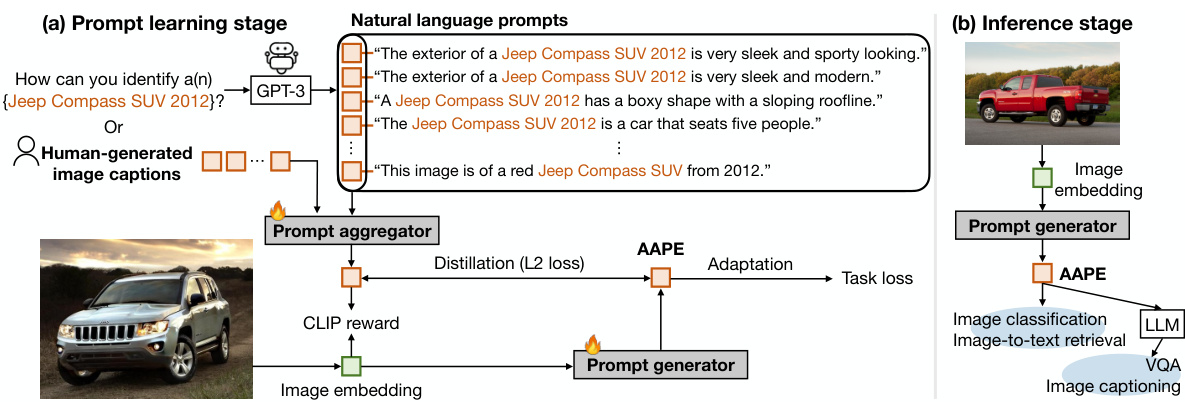 (a) Prompt learning stage
Natural language prompts
How can you identify a(n)
{Jeep Compass SUV 2012}?
GPT-3
Or
Human-generated
image captions
...
“The exterior of a Jeep Compass SUV 2012 is very sleek and sporty looking.”
“The exterior of a Jeep Compass SUV 2012 is very sleek and modern.”
“A Jeep Compass SUV 2012 has a boxy shape with a sloping roofline.”
“The Jeep Compass SUV 2012 is a car that seats five people.”
⋮
“This image is of a red Jeep Compass SUV from 2012.”
Prompt aggregator
Distillation (L2 loss)
AAPE
Adaptation
Task loss
CLIP reward
Image embedding
Prompt generator
(b) Inference stage
Image
embedding
Prompt generator
AAPE
Image classification
Image-to-text retrieval
LLM
VQA
Image captioning